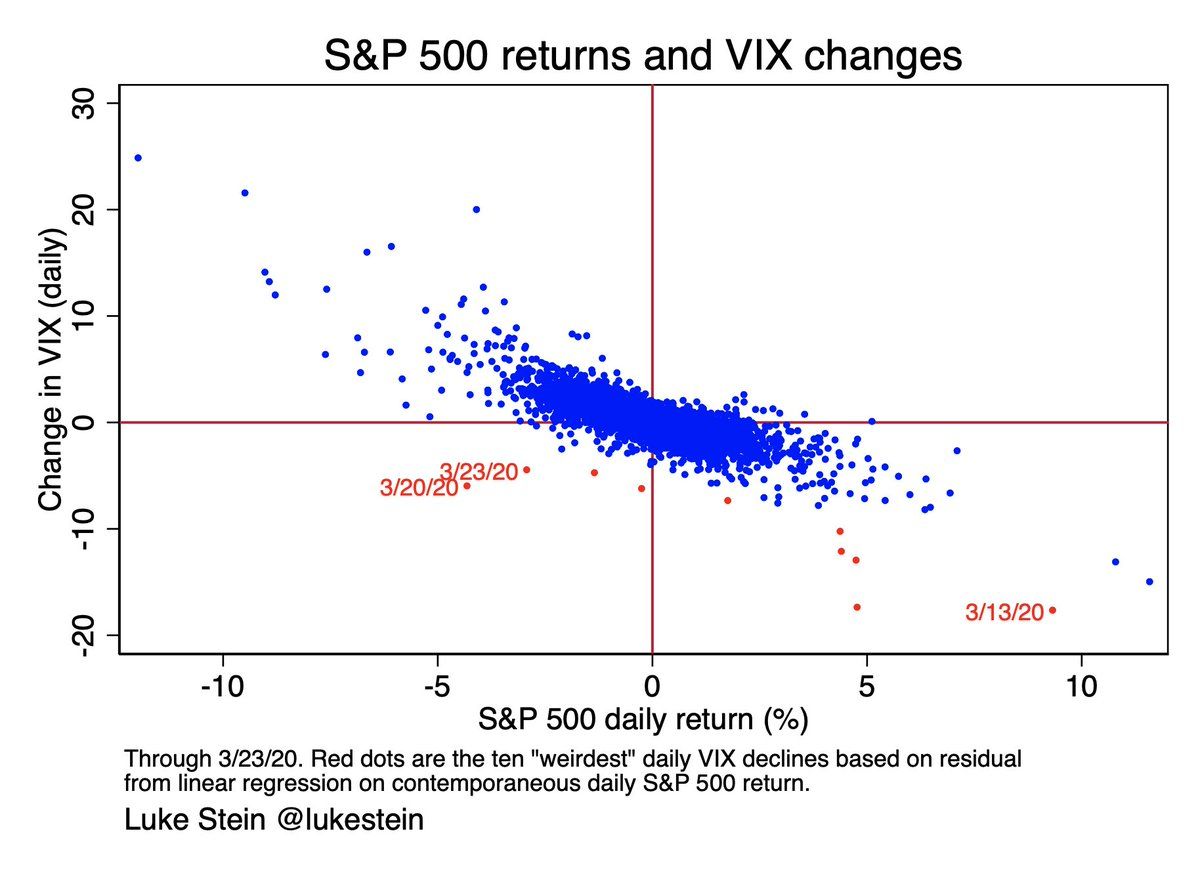 S&P 500 returns and VIX changes
Change in VIX (daily)
30
20
10
0
-10
-20
3/23/20
3/20/20
3/13/20
-10
-5
0
5
10
S&P 500 daily return (%)
Through 3/23/20. Red dots are the ten "weirdest" daily VIX declines based on residual
from linear regression on contemporaneous daily S&P 500 return.
Luke Stein @lukestein